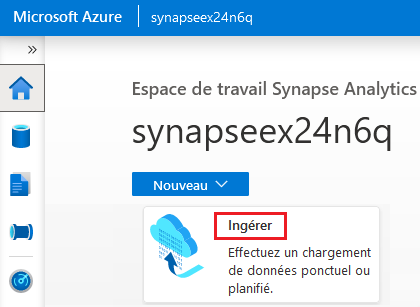 Microsoft Azure
synapseex24n6q
Espace de travail Synapse Analytics
synapseex24n6q
Nouveau
Ingérer
Effectuez un chargement
de données ponctuel ou
planifié.